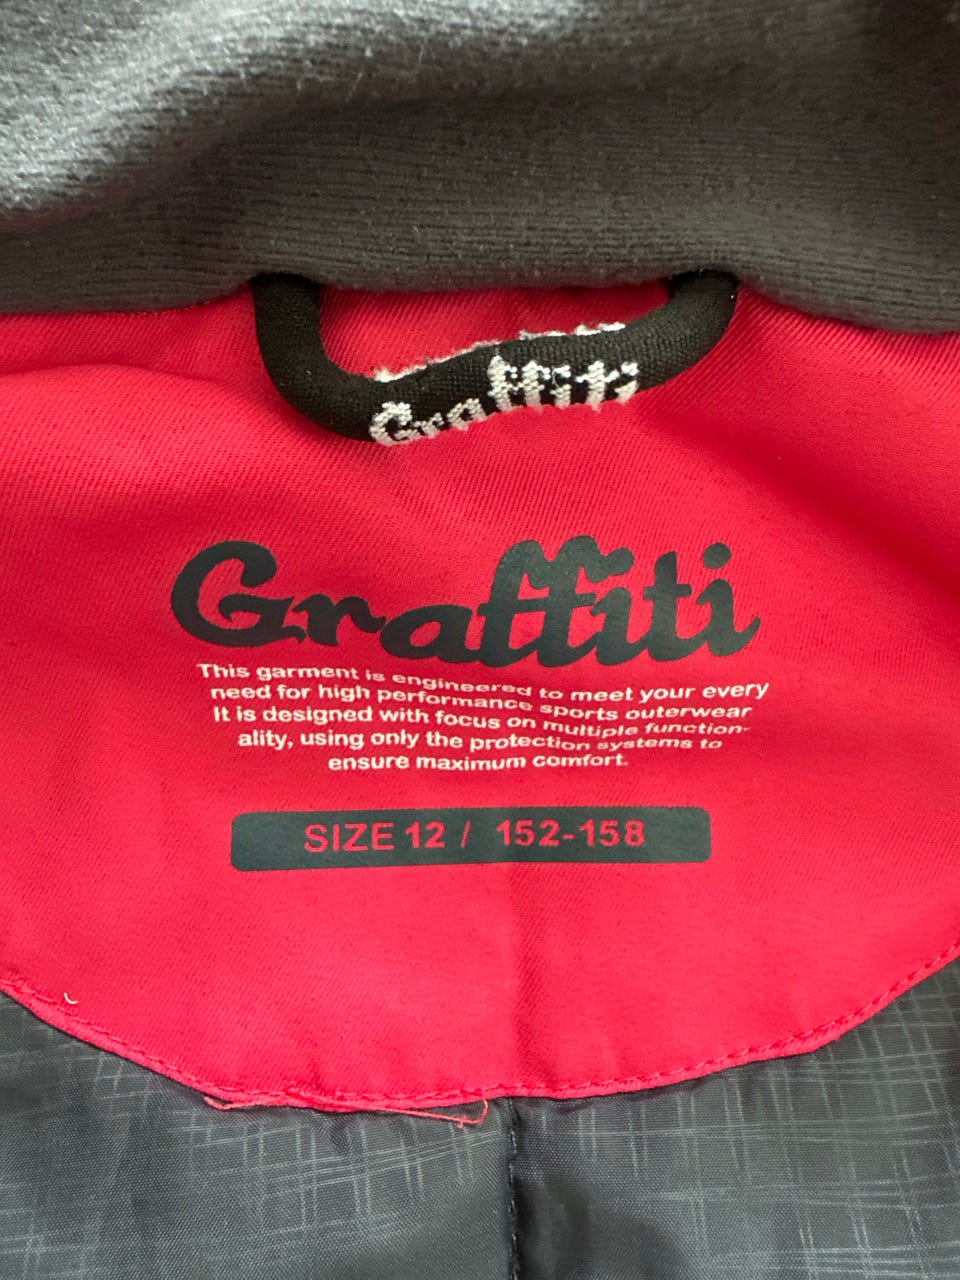 Graffiti
Graffiti
This garment is engineered to meet your every
need for high performance sports outerwear
It is designed with focus on multiple function-
ality, using only the protection systems to
ensure maximum comfort.
SIZE 12 / 152-158